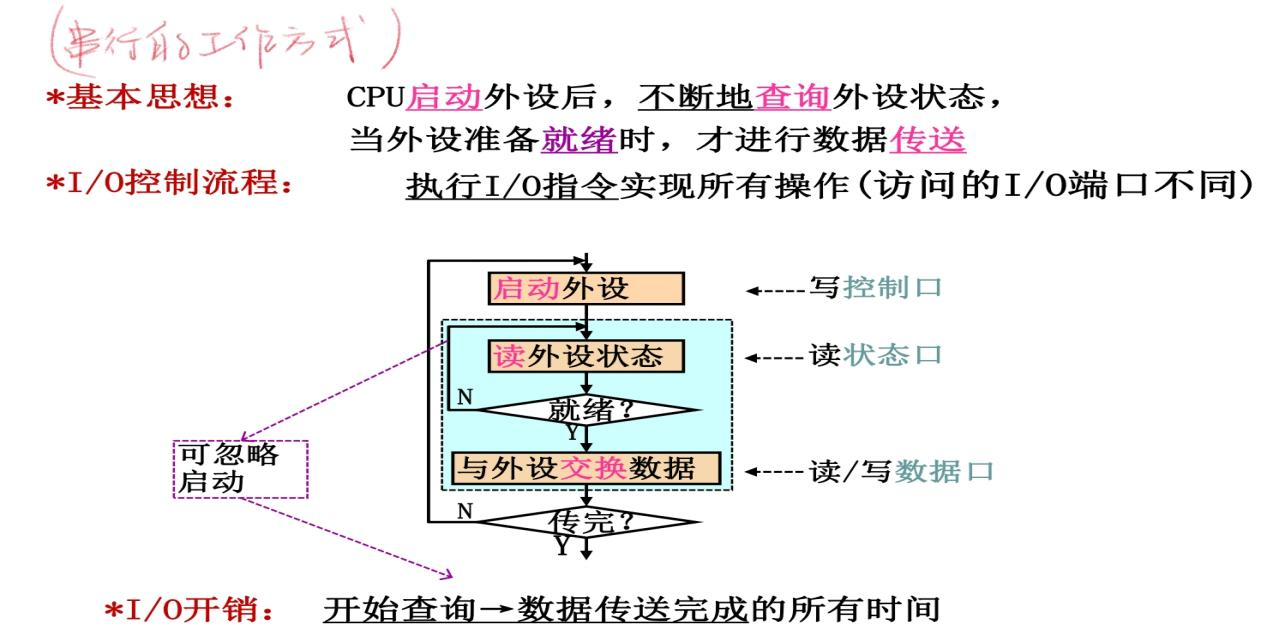 (串行的工作方式)
*基本思想： CPU启动外设后，不断地查询外设状态，
当外设准备就绪时，才进行数据传送
*I/O控制流程： 执行I/O指令实现所有操作(访问的I/O端口不同)
启动外设 写控制口
读外设状态 读状态口
N 就绪？
Y
可忽略
启动
与外设交换数据 读/写数据口
N 传完？
Y
*I/O开销： 开始查询→数据传送完成的所有时间